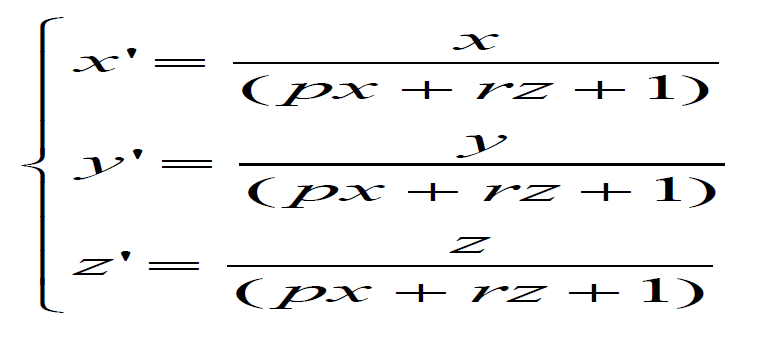 x' = x / (px + rz + 1)
y' = y / (px + rz + 1)
z' = z / (px + rz + 1)